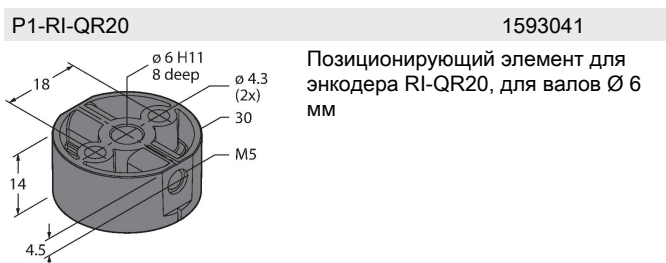 P1-RI-QR20 1593041
ø 6 H11
8 deep
ø 4.3
(2x)
18
30
M5
14
4.5
Позиционирующий элемент для
энкодера RI-QR20, для валов Ø 6
мм